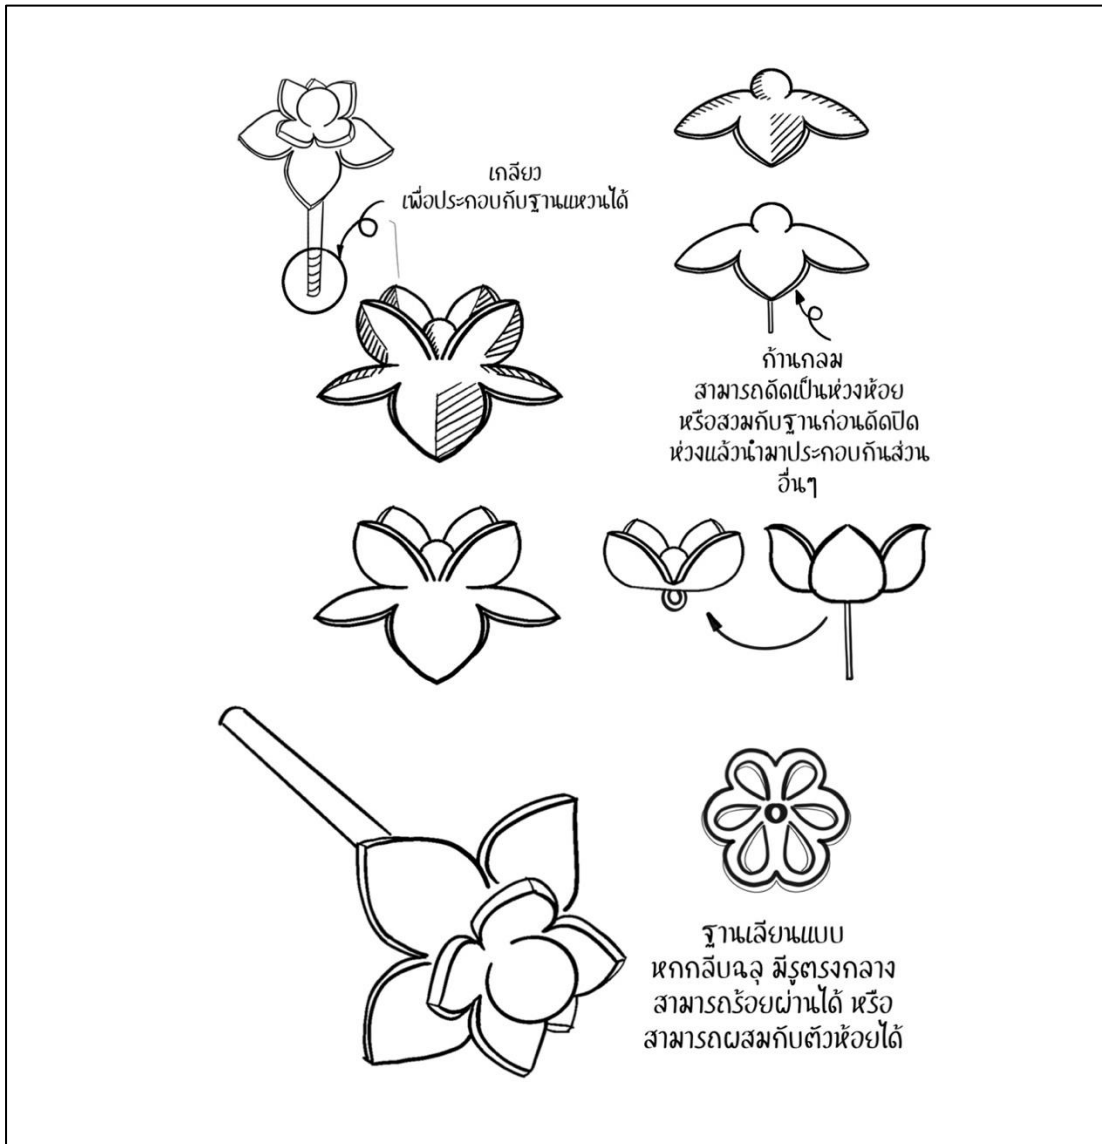 เกลียว
เพื่อประกอบกับฐานแหวนได้
ก้านกลม
สามารถดัดเป็นห่วงห้อย
หรือสวมกับฐานก่อนดัดปิด
ห่วงแล้วนำมาประกอบกันส่วน
อื่นๆ
ฐานเลียนแบบ
หกกลีบฉลุ มีรูตรงกลาง
สามารถร้อยผ่านได้ หรือ
สามารถผสมกับตัวห้อยได้